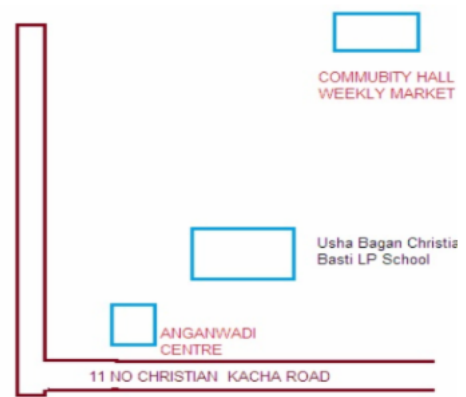 COMMUBITY HALL
WEEKLY MARKET
Usha Bagan Christia
Basti LP School
ANGANWADI
CENTRE
11 NO CHRISTIAN KACHA ROAD